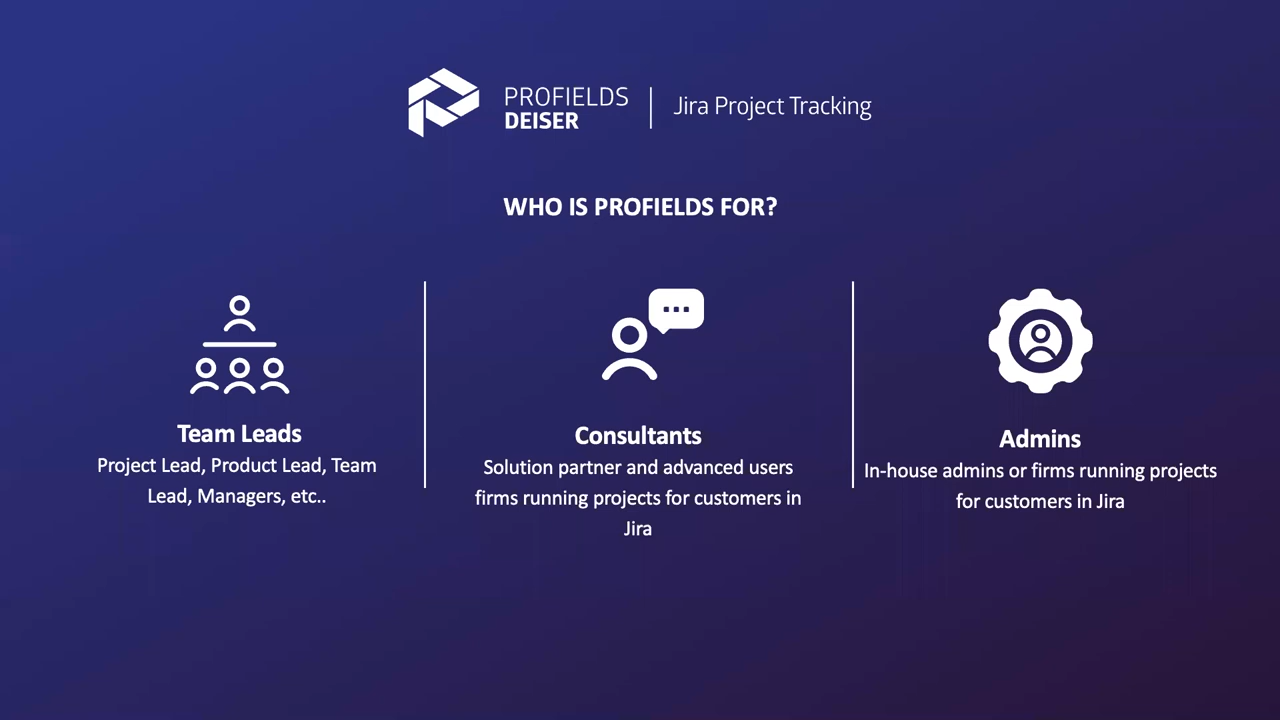 PROFIELDS
DEISER
Jira Project Tracking
WHO IS PROFIELDS FOR?
Team Leads
Project Lead, Product Lead, Team
Lead, Managers, etc..
Consultants
Solution partner and advanced users
firms running projects for customers in
Jira
Admins
In-house admins or firms running projects
for customers in Jira